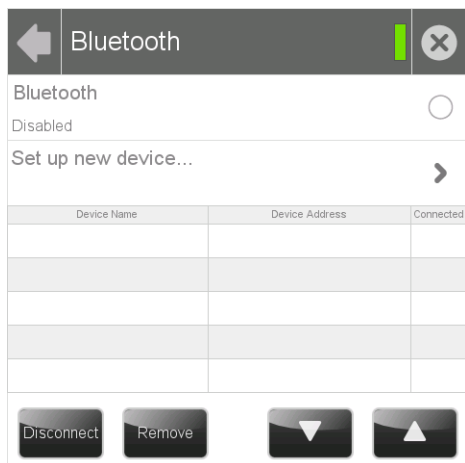 Bluetooth
Bluetooth
Disabled
Set up new device...
Device Name Device Address Connected
Disconnect Remove